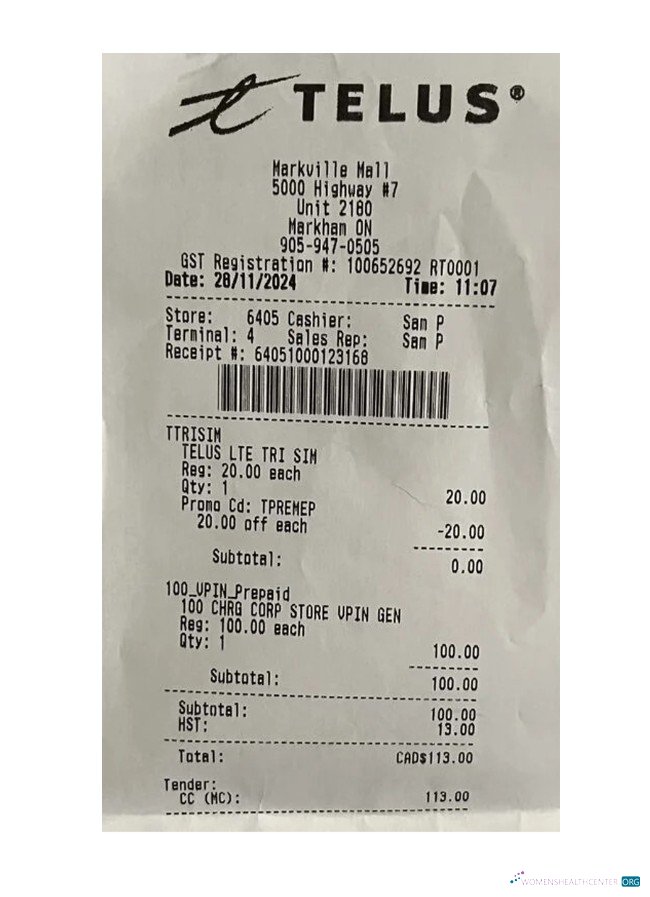 TELUS®
Markville Mall
5000 Highway #7
Unit 2180
Markham ON
905-947-0505
GST Registration #: 100652692 RT0001
Date: 28/11/2024 Time: 11:07
Store: 6405 Cashier: Sam P
Terminal: 4 Sales Rep: Sam P
Receipt #: 64051000123168
TTRISIM
TELUS LTE TRI SIM
Reg: 20.00 each
Qty: 1 20.00
Promo Cd: TPREMEP
20.00 off each -20.00
Subtotal: 0.00
100_VPIN_Prepaid
100 CHRG CORP STORE VPIN GEN
Reg: 100.00 each
Qty: 1 100.00
Subtotal: 100.00
Subtotal: 100.00
HST: 13.00
Total: CAD$113.00
Tender:
CC (MC): 113.00
WOMENSHEALTHCENTER.ORG